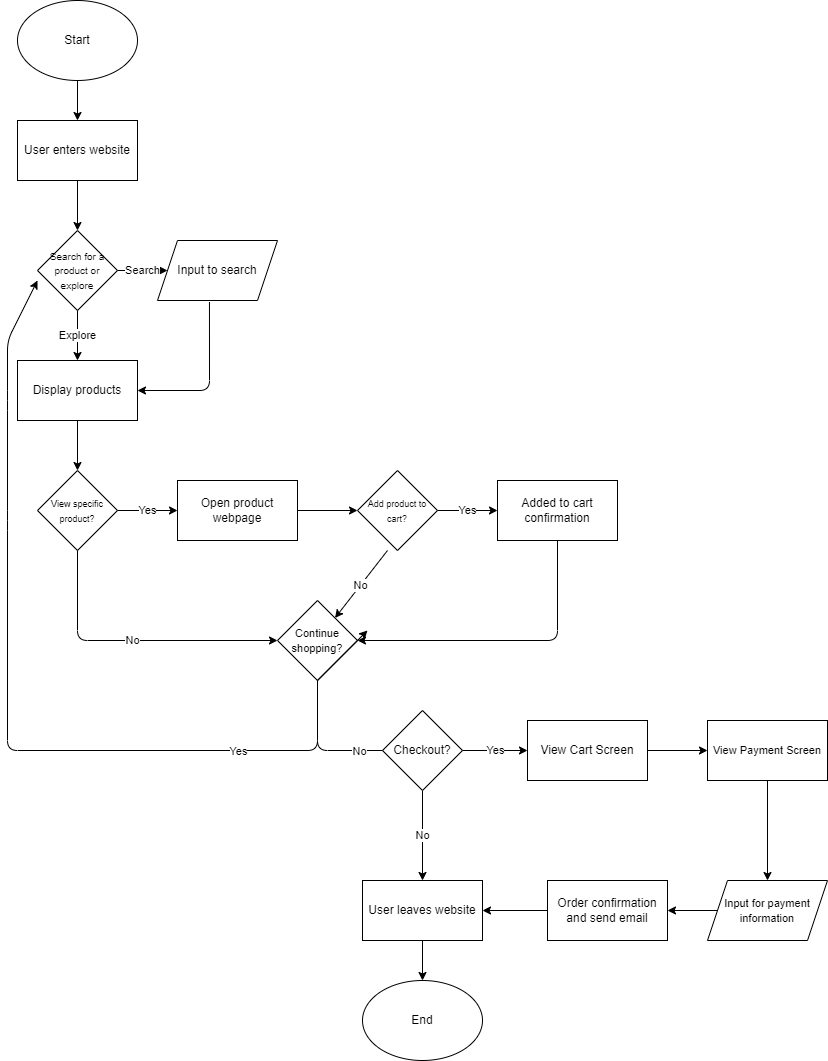 Start
User enters website
Search for a
product or
explore
Search
Input to search
Explore
Display products
View specific
product?
Yes
Open product
webpage
Add product to
cart?
Yes
Added to cart
confirmation
No
No
Continue
shopping?
Yes
No
Checkout?
Yes
View Cart Screen
View Payment Screen
No
User leaves website
Order confirmation
and send email
Input for payment
information
End